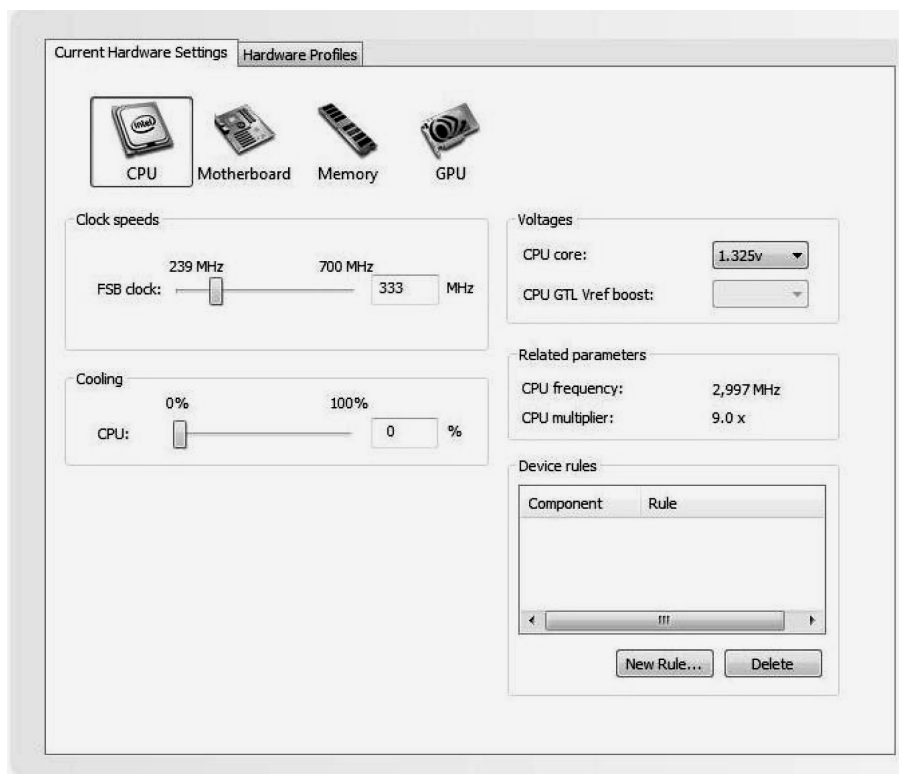 Current Hardware Settings
Hardware Profiles
intel
CPU
Motherboard
Memory
GPU
Clock speeds
239 MHz
700 MHz
FSB clock:
333
MHz
Cooling
0%
100%
CPU:
0
%
Voltages
CPU core:
1.325v
CPU GTL Vref boost:
Related parameters
CPU frequency:
2,997 MHz
CPU multiplier:
9.0 x
Device rules
Component
Rule
New Rule...
Delete